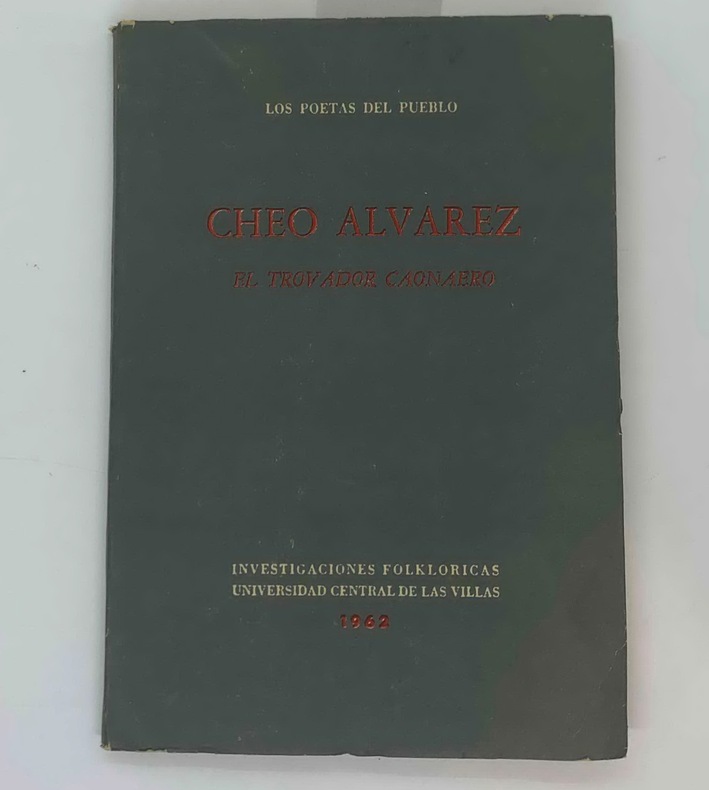 LOS POETAS DEL PUEBLO
CHEO ALVAREZ
EL TROVADOR CAONAERO
INVESTIGACIONES FOLKLORICAS
UNIVERSIDAD CENTRAL DE LAS VILLAS
1962